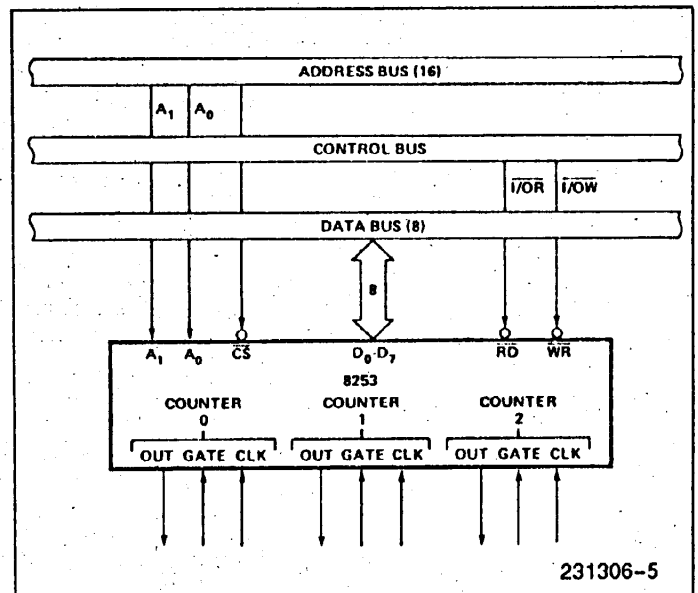 ADDRESS BUS (16)
A₁ A₀
CONTROL BUS
I/OR I/OW
DATA BUS (8)
8
A₁ A₀ CS D₀-D₇ RD WR
8253
COUNTER 0 COUNTER 1 COUNTER 2
OUT GATE CLK OUT GATE CLK OUT GATE CLK
231306-5